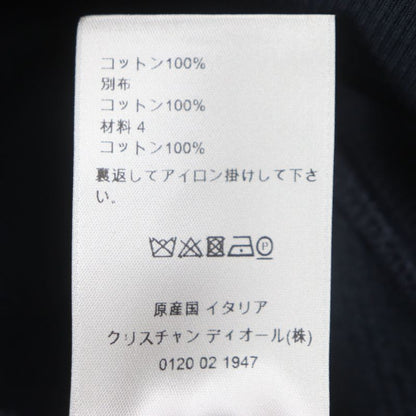 コットン100%
別布
コットン100%
材料 4
コットン100%
裏返してアイロン掛けして下さ
い。
P
原産国 イタリア
クリスチャン ディオール(株)
0120 02 1947